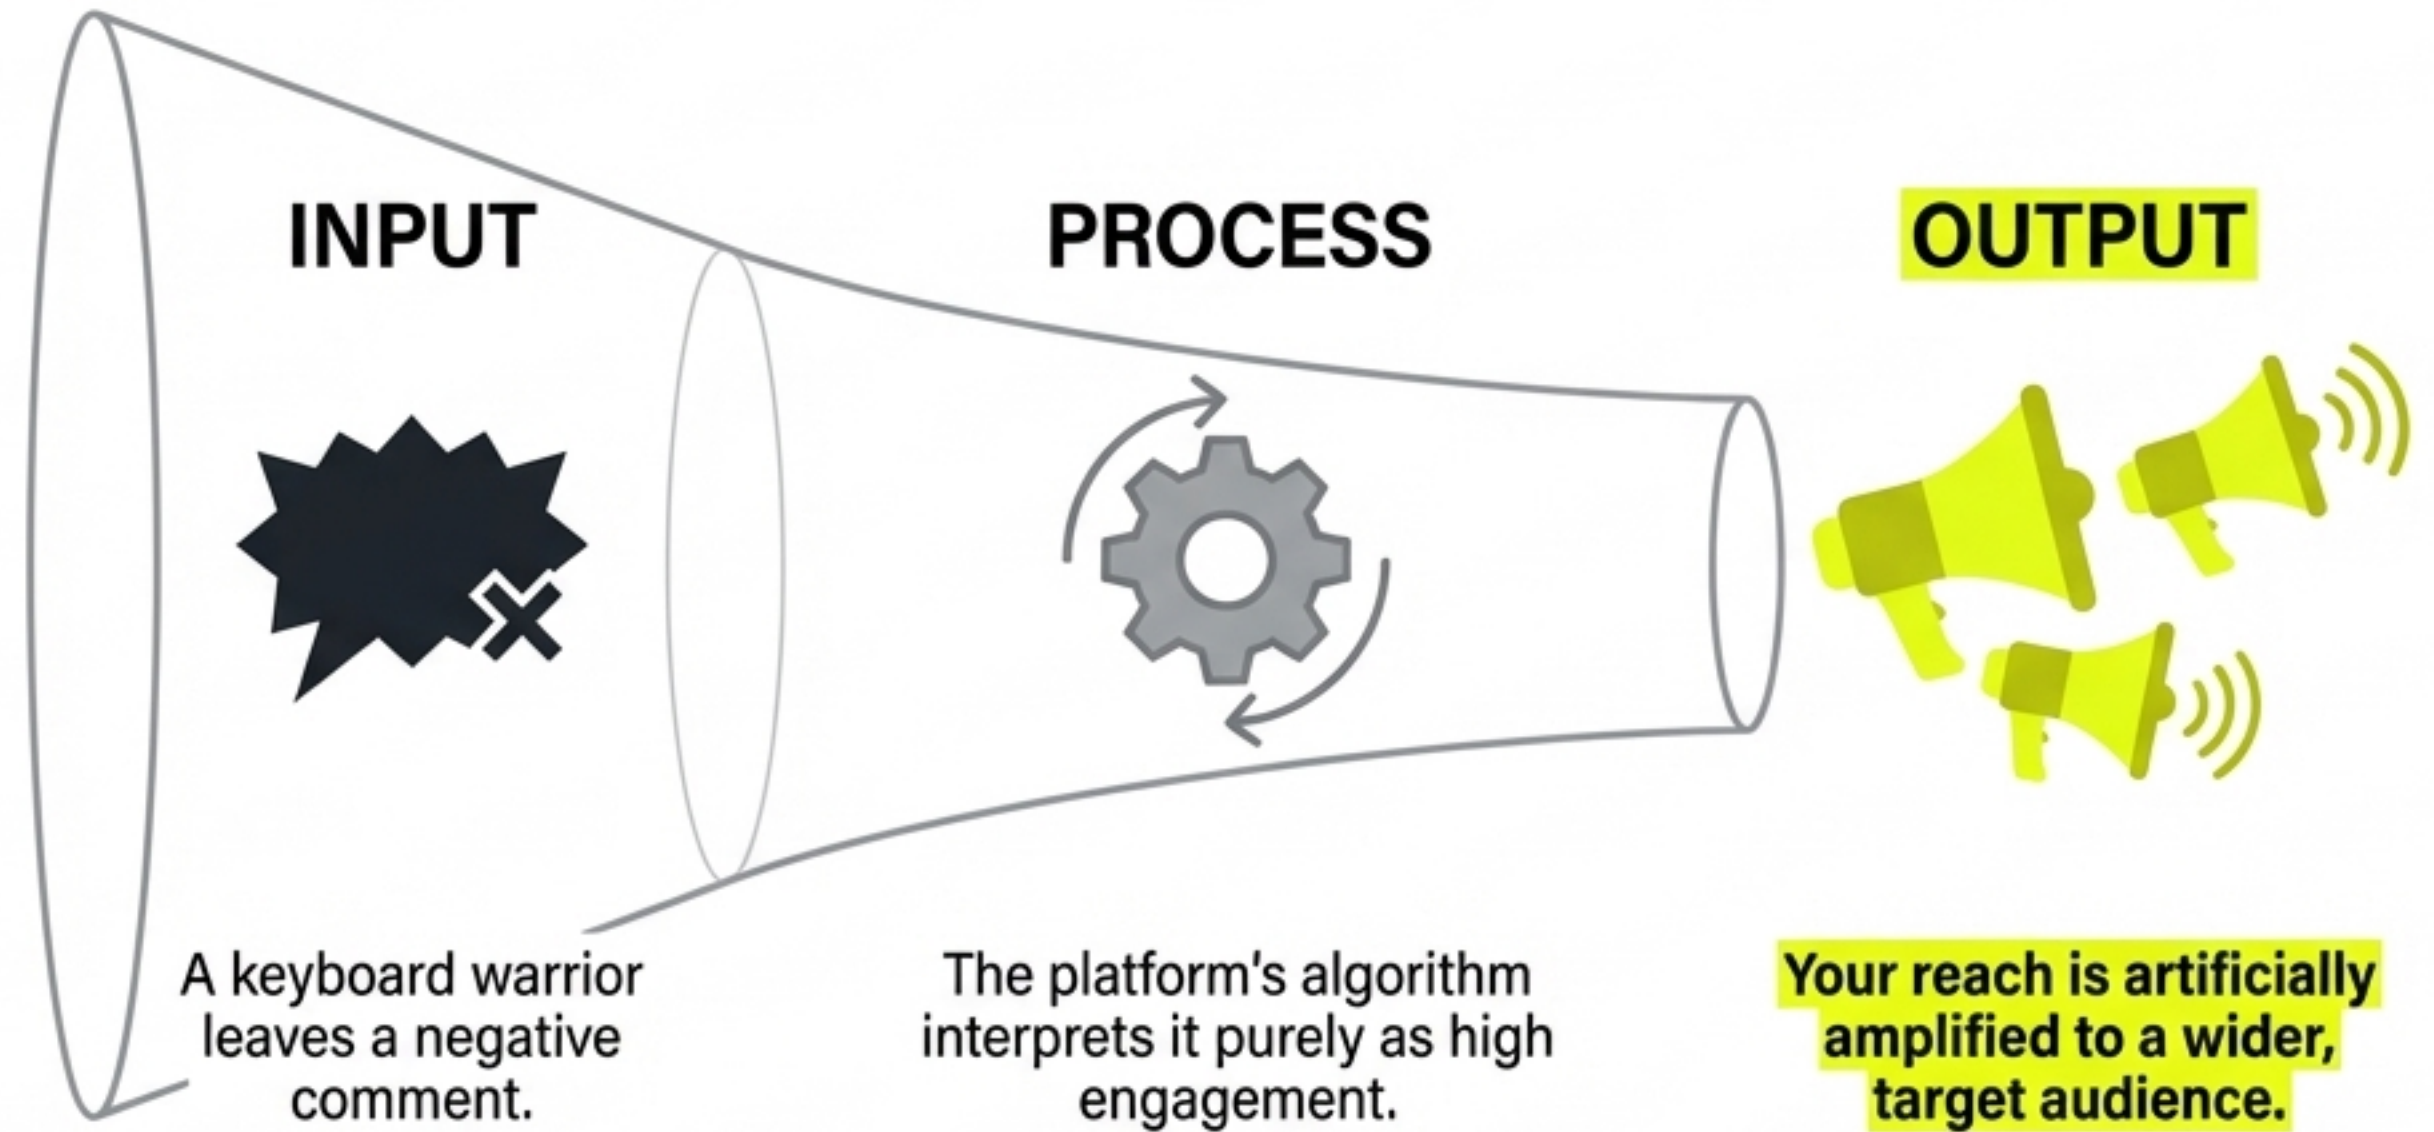 INPUT
PROCESS
OUTPUT
A keyboard warrior
leaves a negative
comment.
The platform's algorithm
interprets it purely as high
engagement.
Your reach is artificially
amplified to a wider,
target audience.